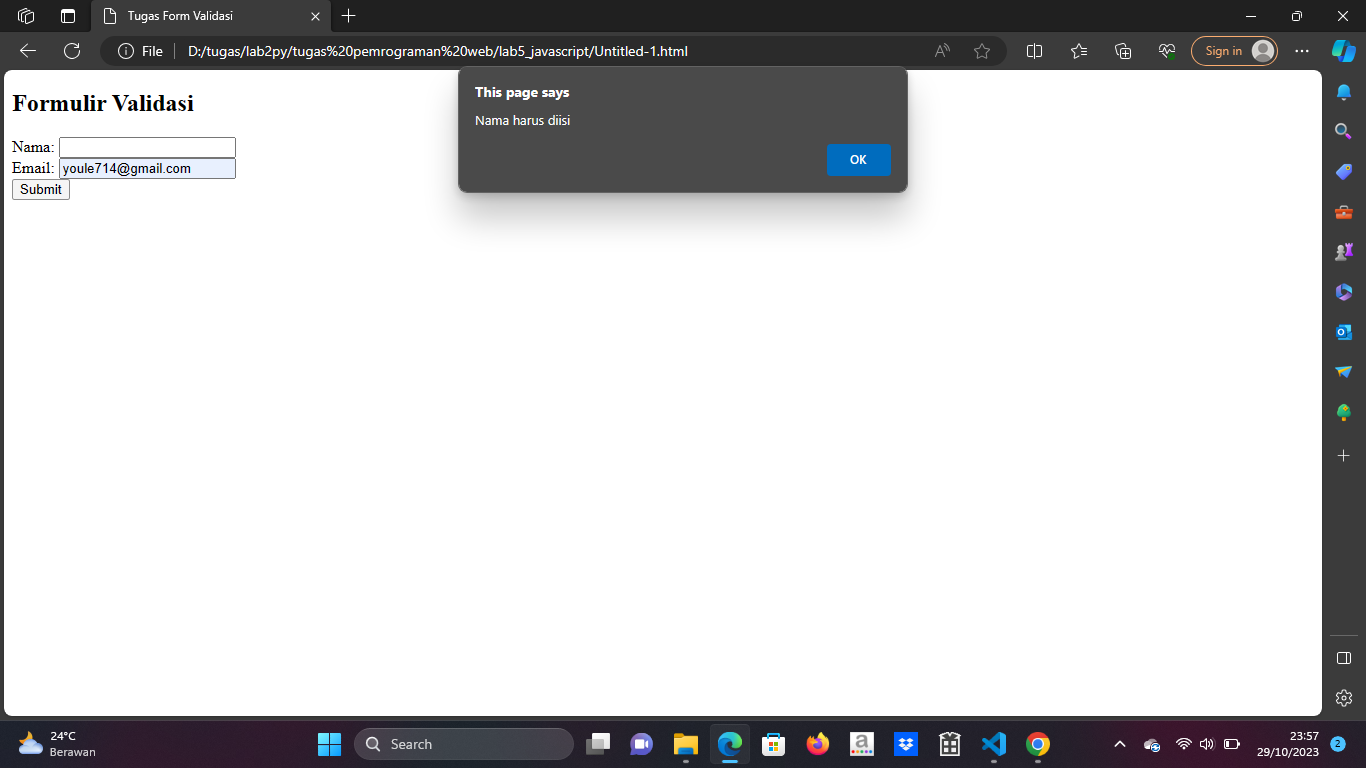 Tugas Form Validasi
File
D:/tugas/lab2py/tugas%20pemrograman%20web/lab5_javascript/Untitled-1.html
Sign in
This page says
Nama harus diisi
OK
Formulir Validasi
Nama:
Email: youle714@gmail.com
Submit
24°C
Berawan
Search
23:57
29/10/2023
2